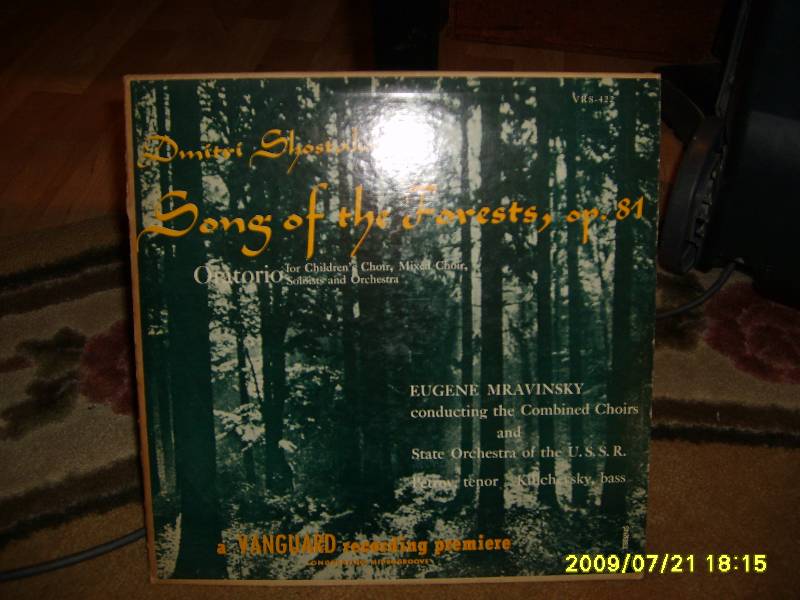 VRS-422
Dmitri
Song of the Forests, op. 81
Oratorio for Children's Choir, Mixed Choir,
Soloists and Orchestra
EUGENE MRAVINSKY
conducting the Combined Choirs
and
State Orchestra of the U.S.S.R.
Petrov, tenor bass
a VANGUARD recording premiere
2009/07/21 18:15